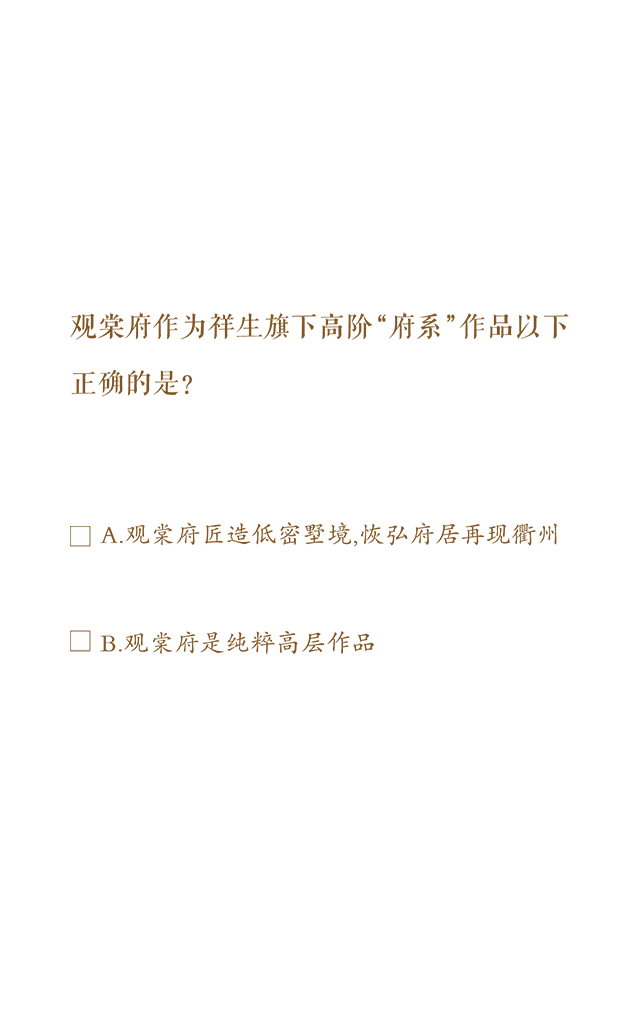 观棠府作为祥生旗下高阶“府系”作品以下
正确的是?
A.观棠府匠造低密墅境,恢弘府居再现衢州
B.观棠府是纯粹高层作品